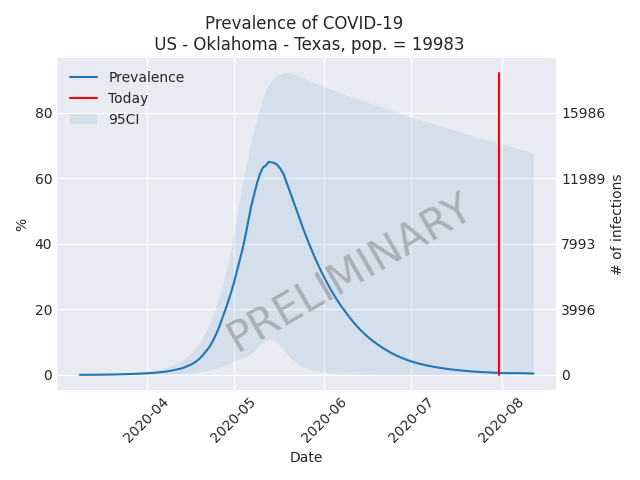 Prevalence of COVID-19
US - Oklahoma - Texas, pop. = 19983
Prevalence
Today
95CI
80
60
40
20
0
%
15986
11989
7993
3996
0
# of infections
PRELIMINARY
2020-04
2020-05
2020-06
2020-07
2020-08
Date